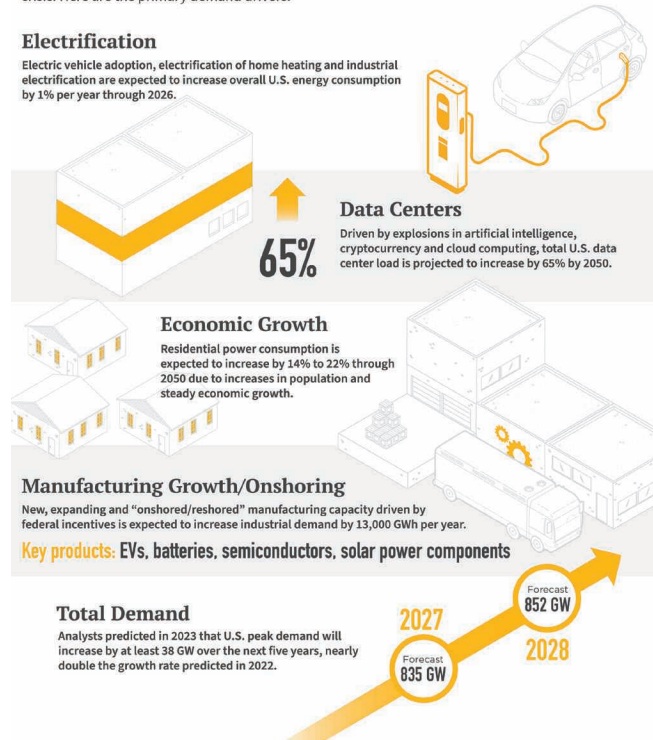 Here are the primary demand drivers.
Electrification
Electric vehicle adoption, electrification of home heating and industrial
electrification are expected to increase overall U.S. energy consumption
by 1% per year through 2026.
65%
Data Centers
Driven by explosions in artificial intelligence,
cryptocurrency and cloud computing, total U.S. data
center load is projected to increase by 65% by 2050.
Economic Growth
Residential power consumption is
expected to increase by 14% to 22% through
2050 due to increases in population and
steady economic growth.
Manufacturing Growth/Onshoring
New, expanding and “onshored/reshored” manufacturing capacity driven by
federal incentives is expected to increase industrial demand by 13,000 GWh per year.
Key products: EVs, batteries, semiconductors, solar power components
Total Demand
Analysts predicted in 2023 that U.S. peak demand will
increase by at least 38 GW over the next five years, nearly
double the growth rate predicted in 2022.
2027
Forecast
835 GW
Forecast
852 GW
2028